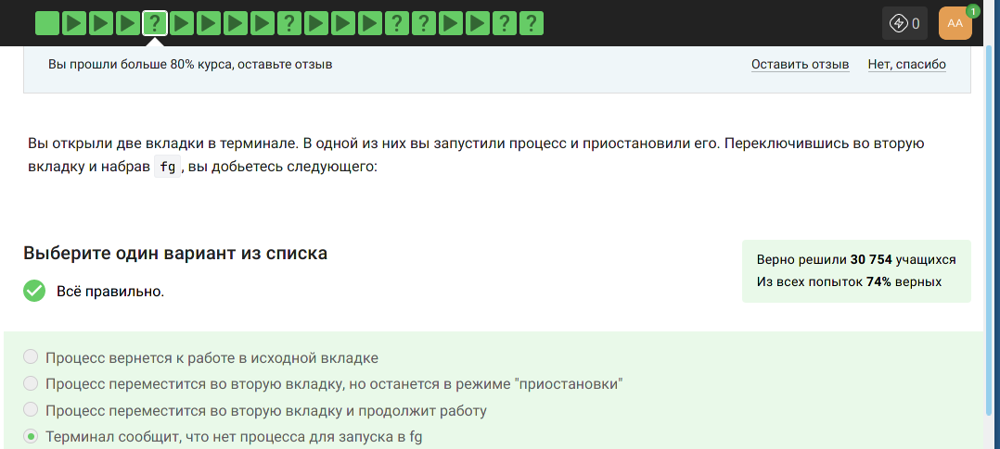 ? ? ? ? ? ?
0
AA
1
Вы прошли больше 80% курса, оставьте отзыв
Оставить отзыв
Нет, спасибо
Вы открыли две вкладки в терминале. В одной из них вы запустили процесс и приостановили его. Переключившись во вторую
вкладку и набрав fg , вы добьетесь следующего:
Выберите один вариант из списка
Верно решили 30 754 учащихся
Из всех попыток 74% верных
Всё правильно.
Процесс вернется к работе в исходной вкладке
Процесс переместится во вторую вкладку, но останется в режиме "приостановки"
Процесс переместится во вторую вкладку и продолжит работу
Терминал сообщит, что нет процесса для запуска в fg